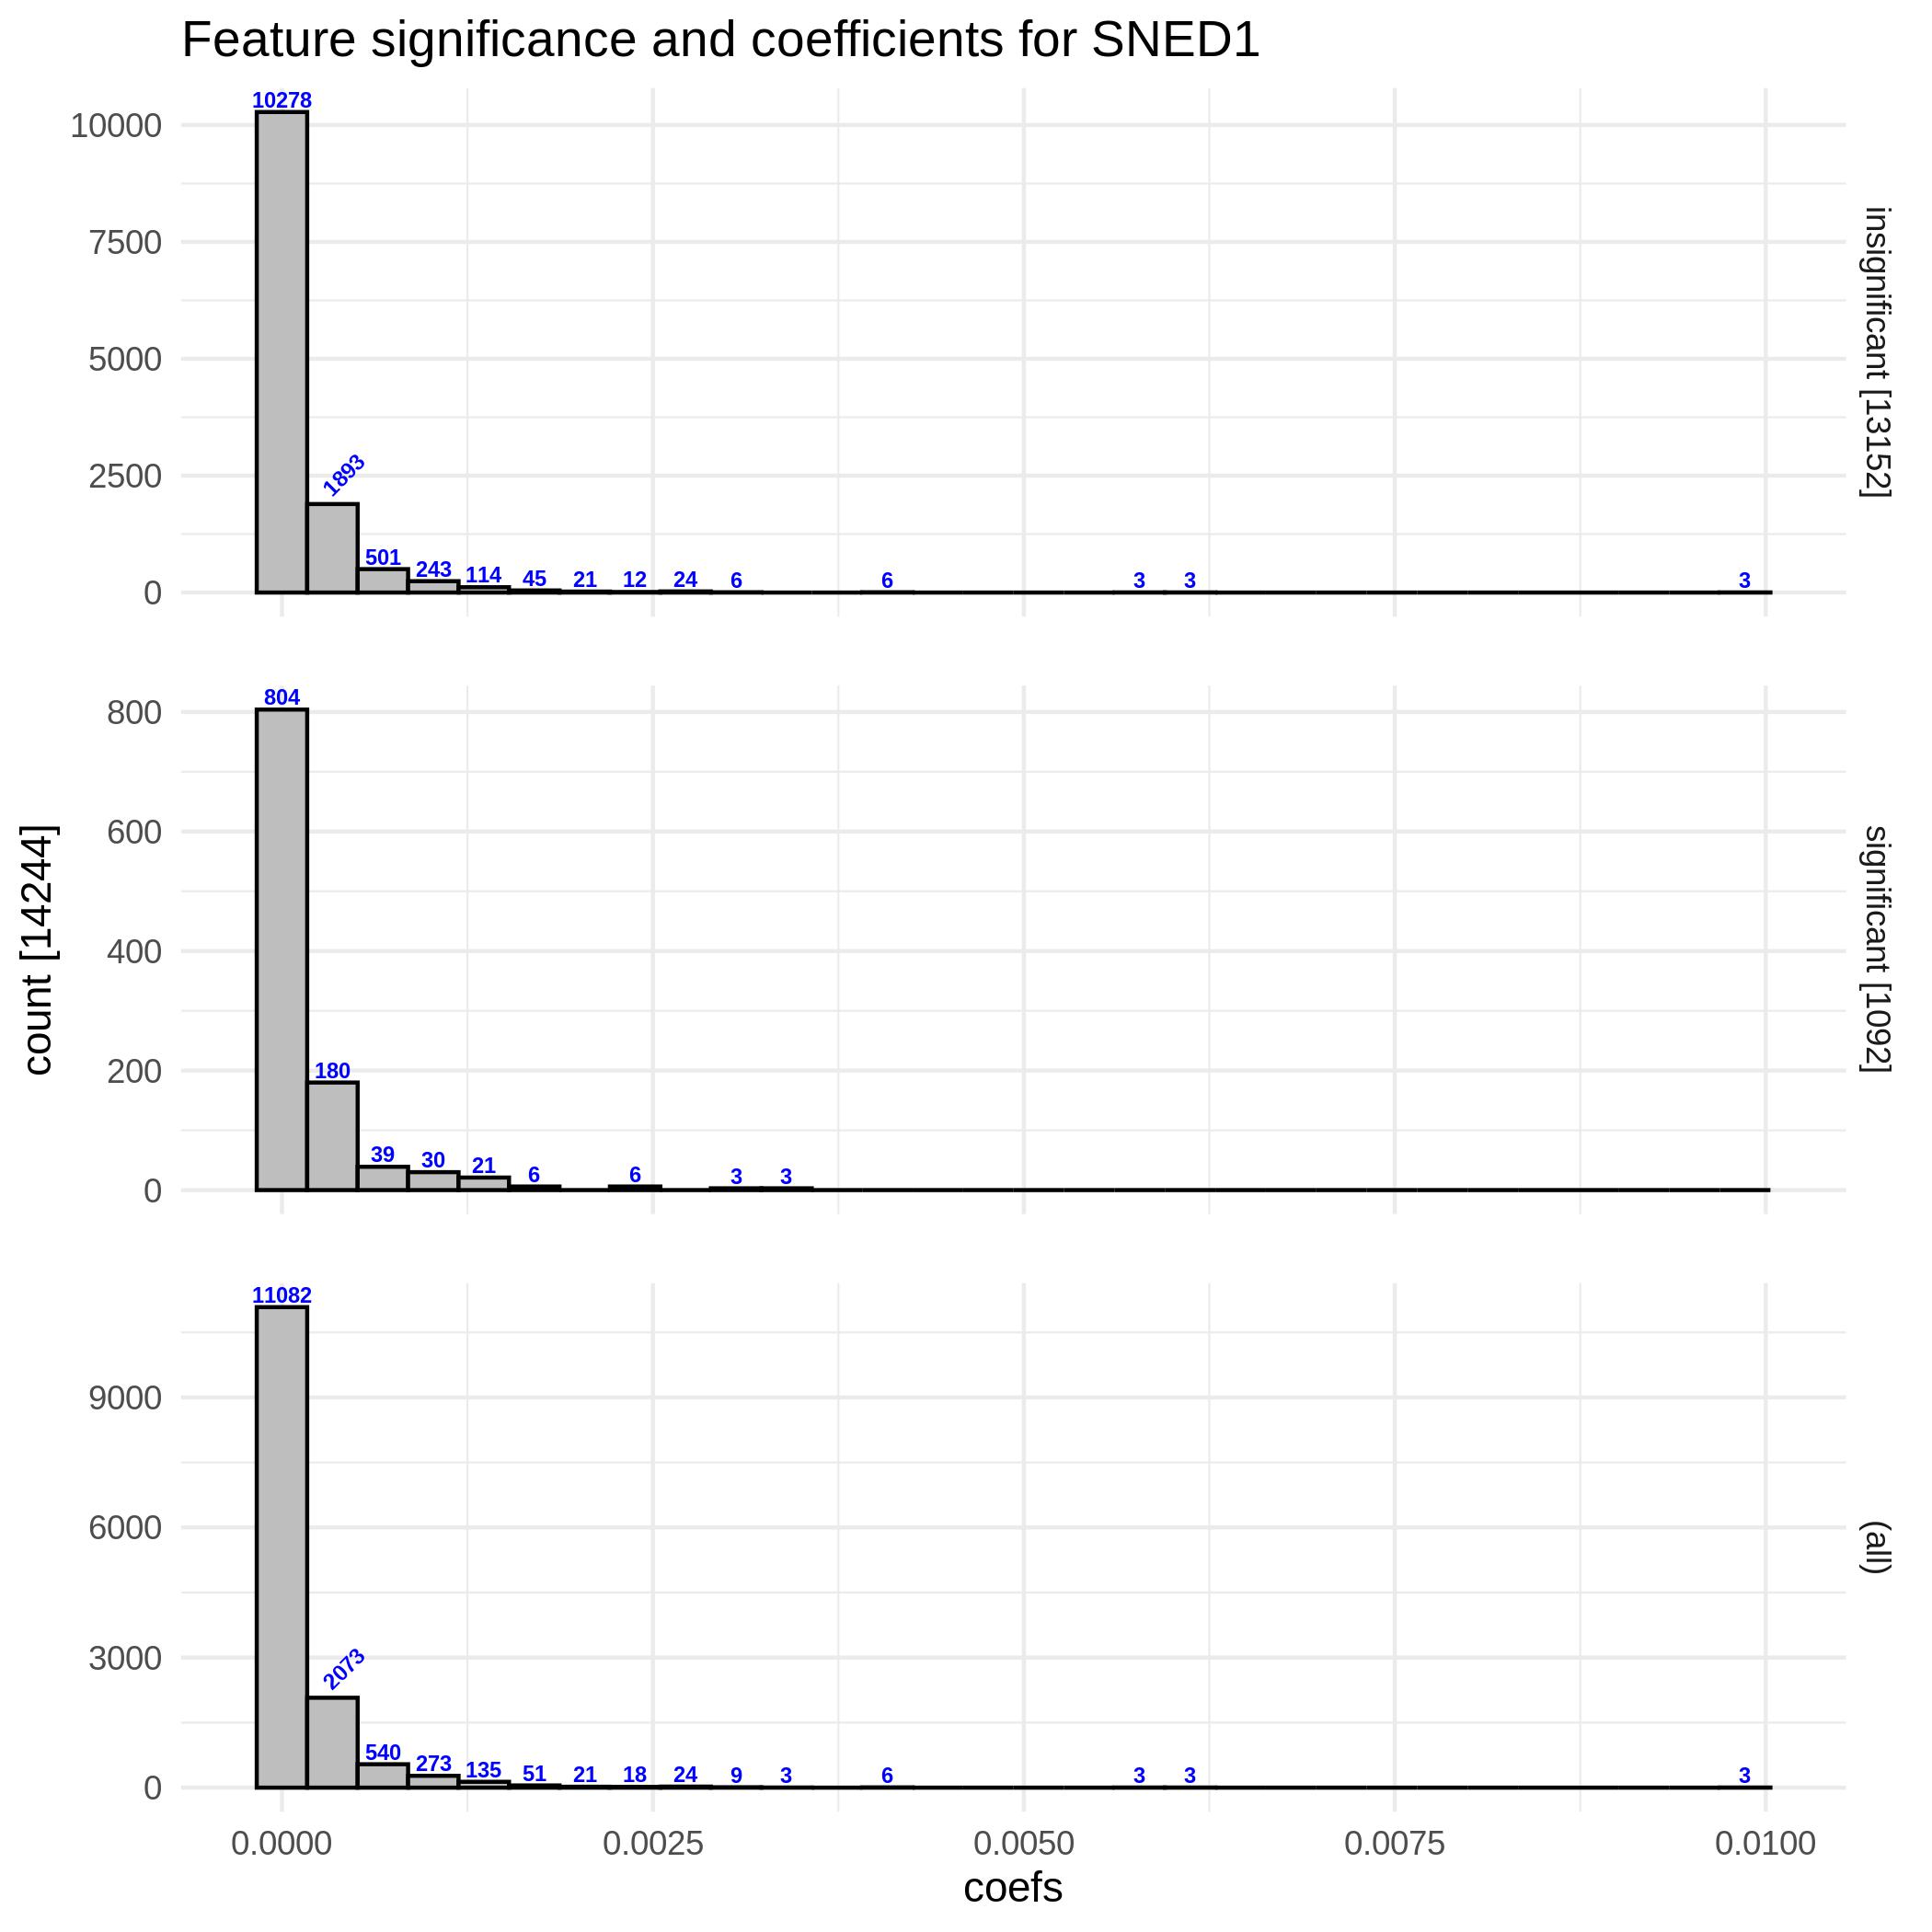 Feature significance and coefficients for SNED1
10278
10000
7500
5000
2500
0
1893
501 243 114 45 21 12 24 6 6 3 3 3
insignificant [13152]
804
800
600
400
200
0
180
39 30 21 6 6 3 3
significant [1092]
count [14244]
11082
9000
6000
3000
0
2073
540 273 135 51 21 18 24 9 3 6 3 3 3
(all)
0.0000 0.0025 0.0050 0.0075 0.0100
coefs